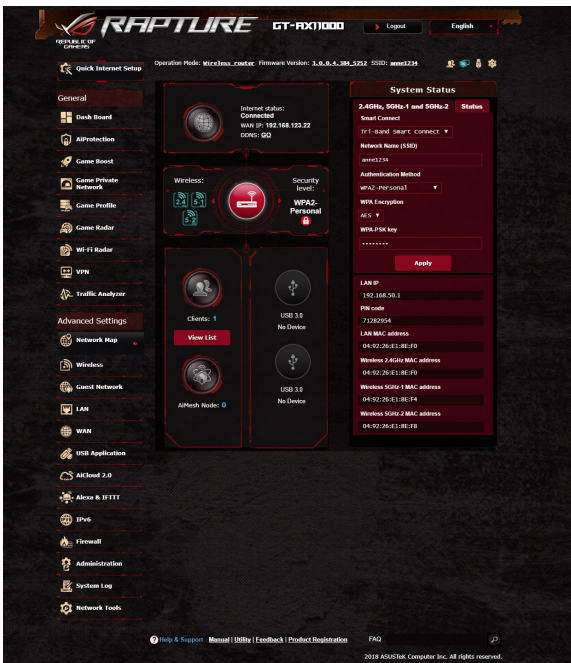 REPUBLIC OF
GAMERS
RAPTURE
GT-AX11000
Logout
English
Quick Internet Setup
Operation Mode: Wireless router Firmware Version: 3.0.0.4.384_5252 SSID: anne1234
General
Dash Board
AiProtection
Game Boost
Game Private
Network
Game Profile
Game Radar
Wi-Fi Radar
VPN
Traffic Analyzer
Advanced Settings
Network Map
Wireless
Guest Network
LAN
WAN
USB Application
AiCloud 2.0
Alexa & IFTTT
IPv6
Firewall
Administration
System Log
Network Tools
Internet status:
Connected
WAN IP: 192.168.123.22
DDNS: GO
Wireless:
2.4 5-1
5-2
Security
level:
WPA2-
Personal
Clients: 1
View List
AiMesh Node: 0
USB 3.0
No Device
USB 3.0
No Device
System Status
2.4GHz, 5GHz-1 and 5GHz-2 Status
Smart Connect
Tri-Band Smart Connect
Network Name (SSID)
anne1234
Authentication Method
WPA2-Personal
WPA Encryption
AES
WPA-PSK key
••••••••
Apply
LAN IP
192.168.50.1
PIN code
71282954
LAN MAC address
04:92:26:E1:8E:F0
Wireless 2.4GHz MAC address
04:92:26:E1:8E:F0
Wireless 5GHz-1 MAC address
04:92:26:E1:8E:F4
Wireless 5GHz-2 MAC address
04:92:26:E1:8E:F8
Help & Support Manual | Utility | Feedback | Product Registration FAQ
2018 ASUSTeK Computer Inc. All rights reserved.